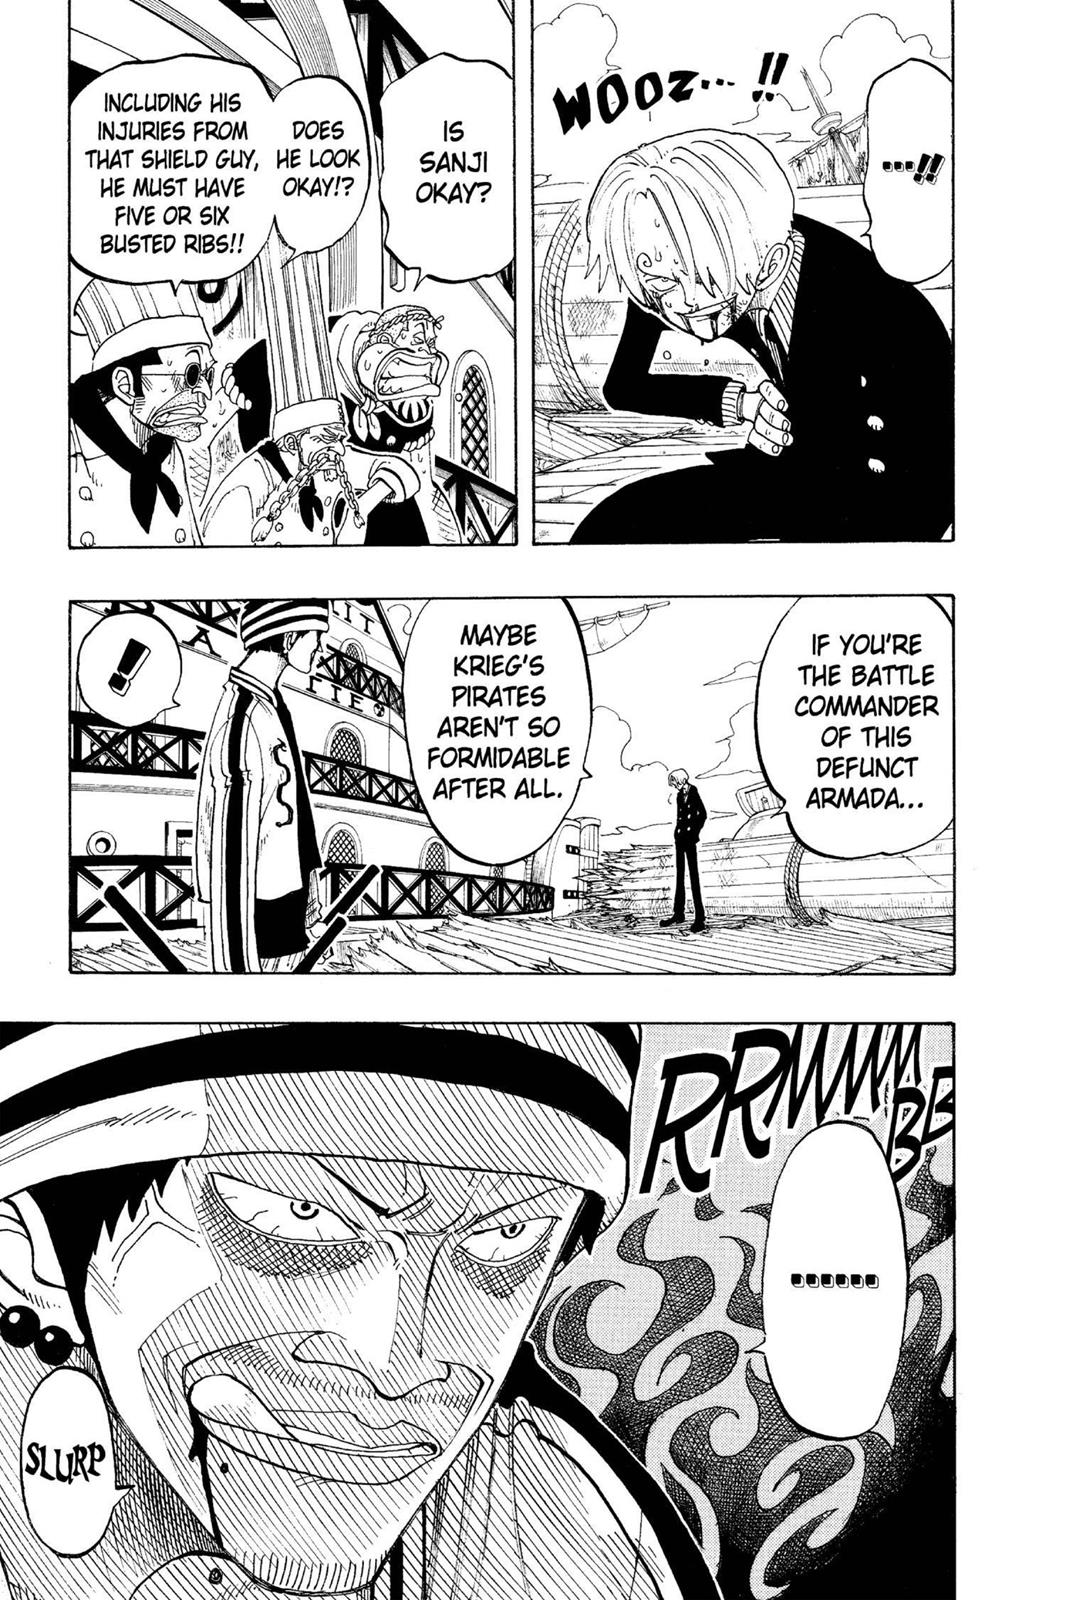 WOOZ...!!
...!!
IS
SANJI
OKAY?
DOES
HE LOOK
OKAY!?
INCLUDING HIS
INJURIES FROM
THAT SHIELD GUY,
HE MUST HAVE
FIVE OR SIX
BUSTED RIBS!!
IF YOU'RE
THE BATTLE
COMMANDER
OF THIS
DEFUNCT
ARMADA...
MAYBE
KRIEG'S
PIRATES
AREN'T SO
FORMIDABLE
AFTER ALL.
!
......
SLURP